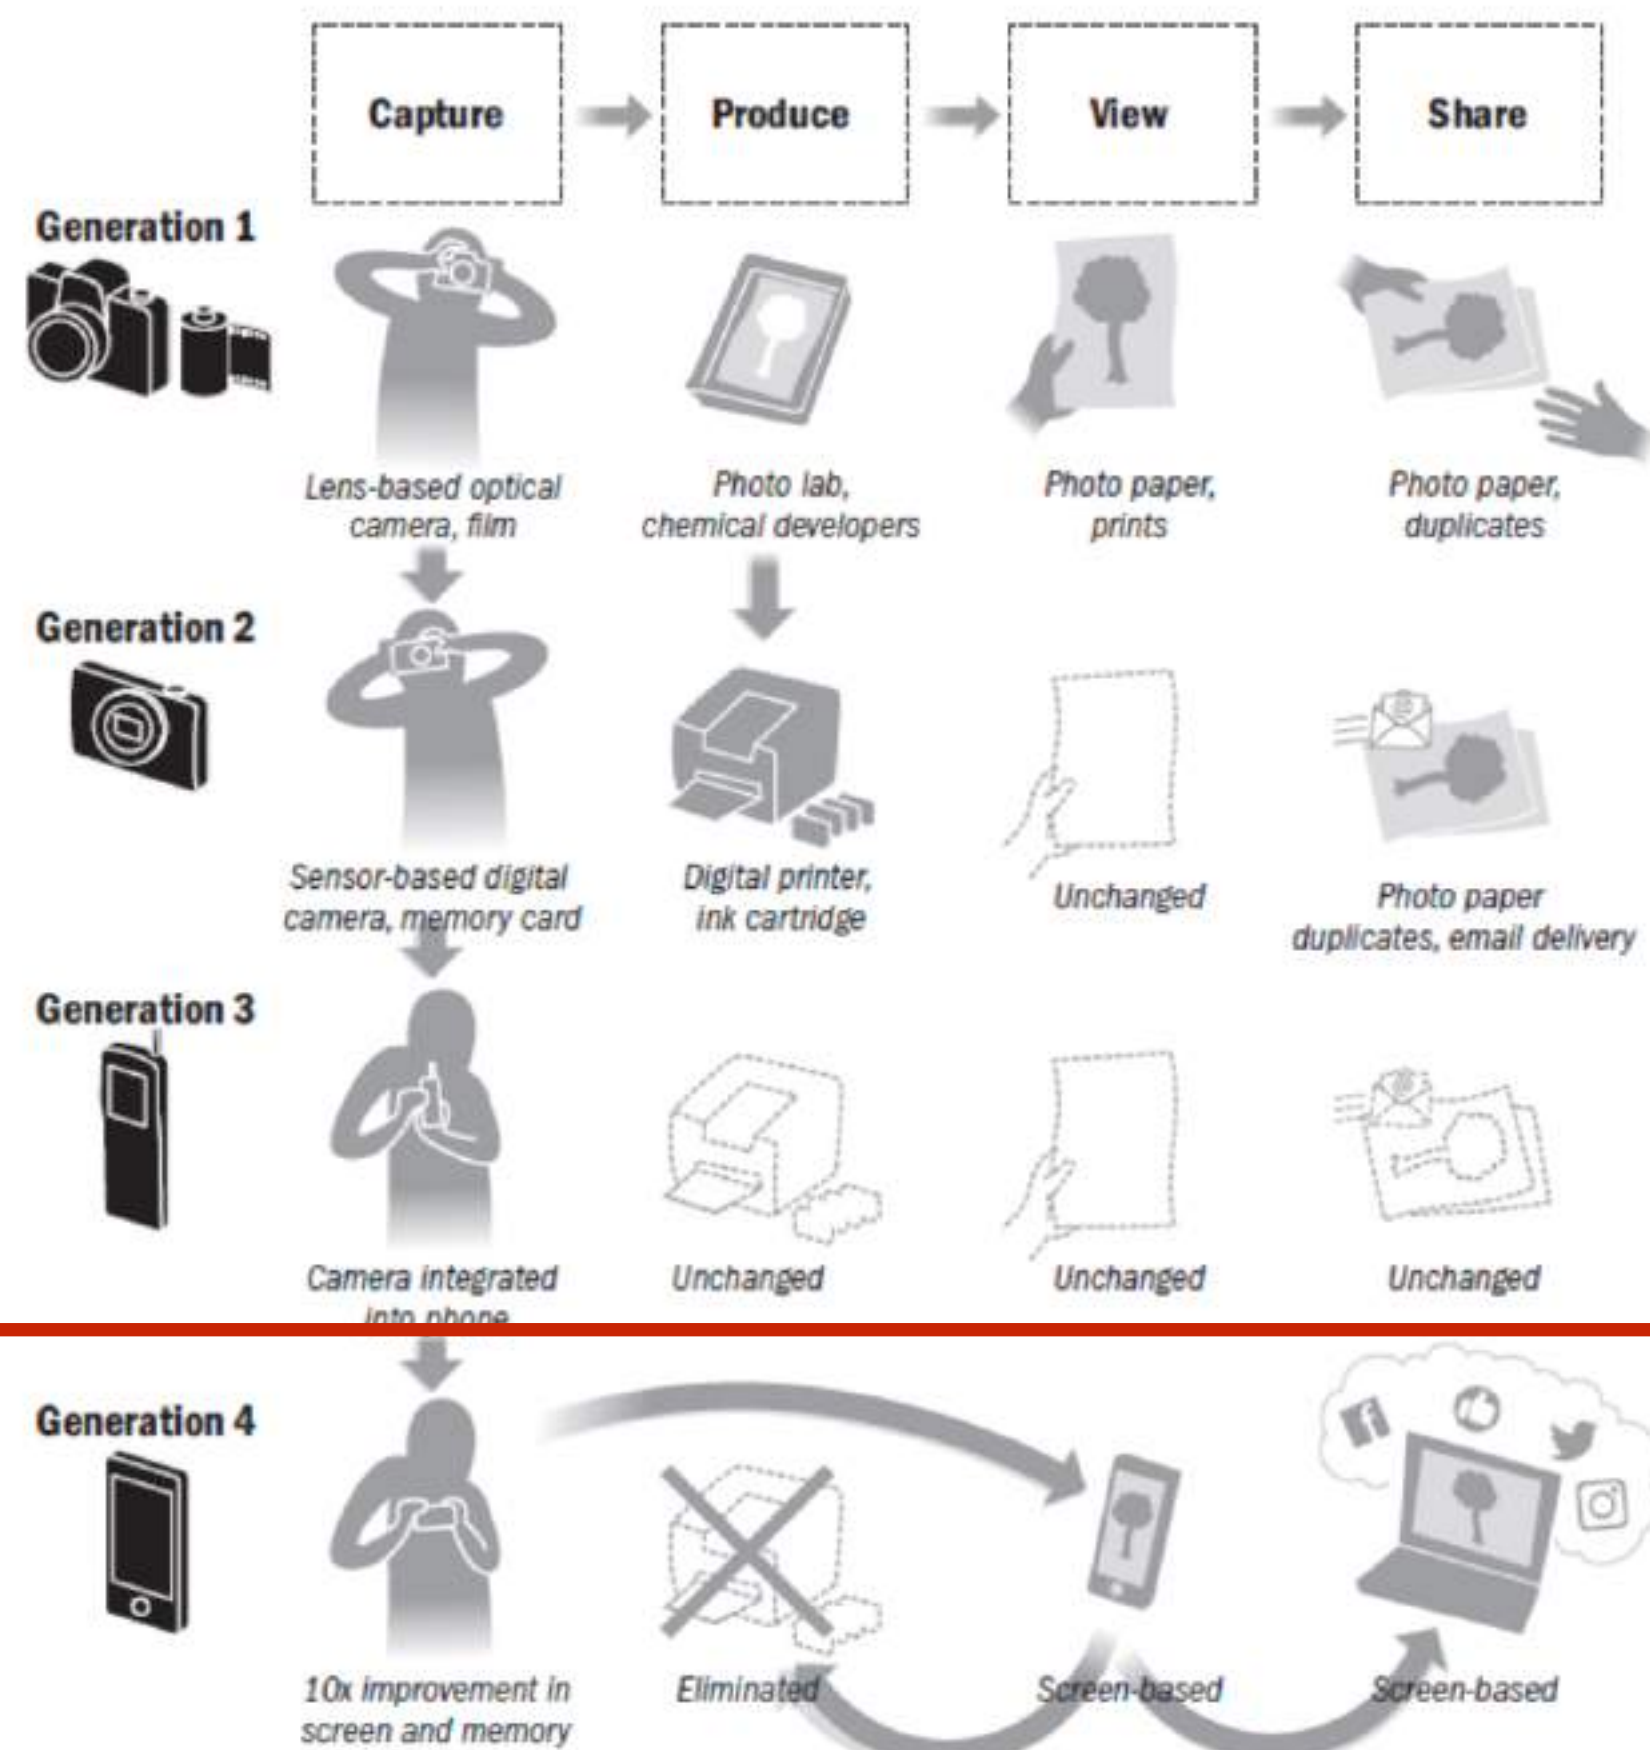 Capture
Produce
View
Share
Generation 1
Lens-based optical
camera, film
Photo lab,
chemical developers
Photo paper,
prints
Photo paper,
duplicates
Generation 2
Sensor-based digital
camera, memory card
Digital printer,
ink cartridge
Unchanged
Photo paper
duplicates, email delivery
Generation 3
Camera integrated
into phone
Unchanged
Unchanged
Unchanged
Generation 4
10x improvement in
screen and memory
Eliminated
Screen-based
Screen-based